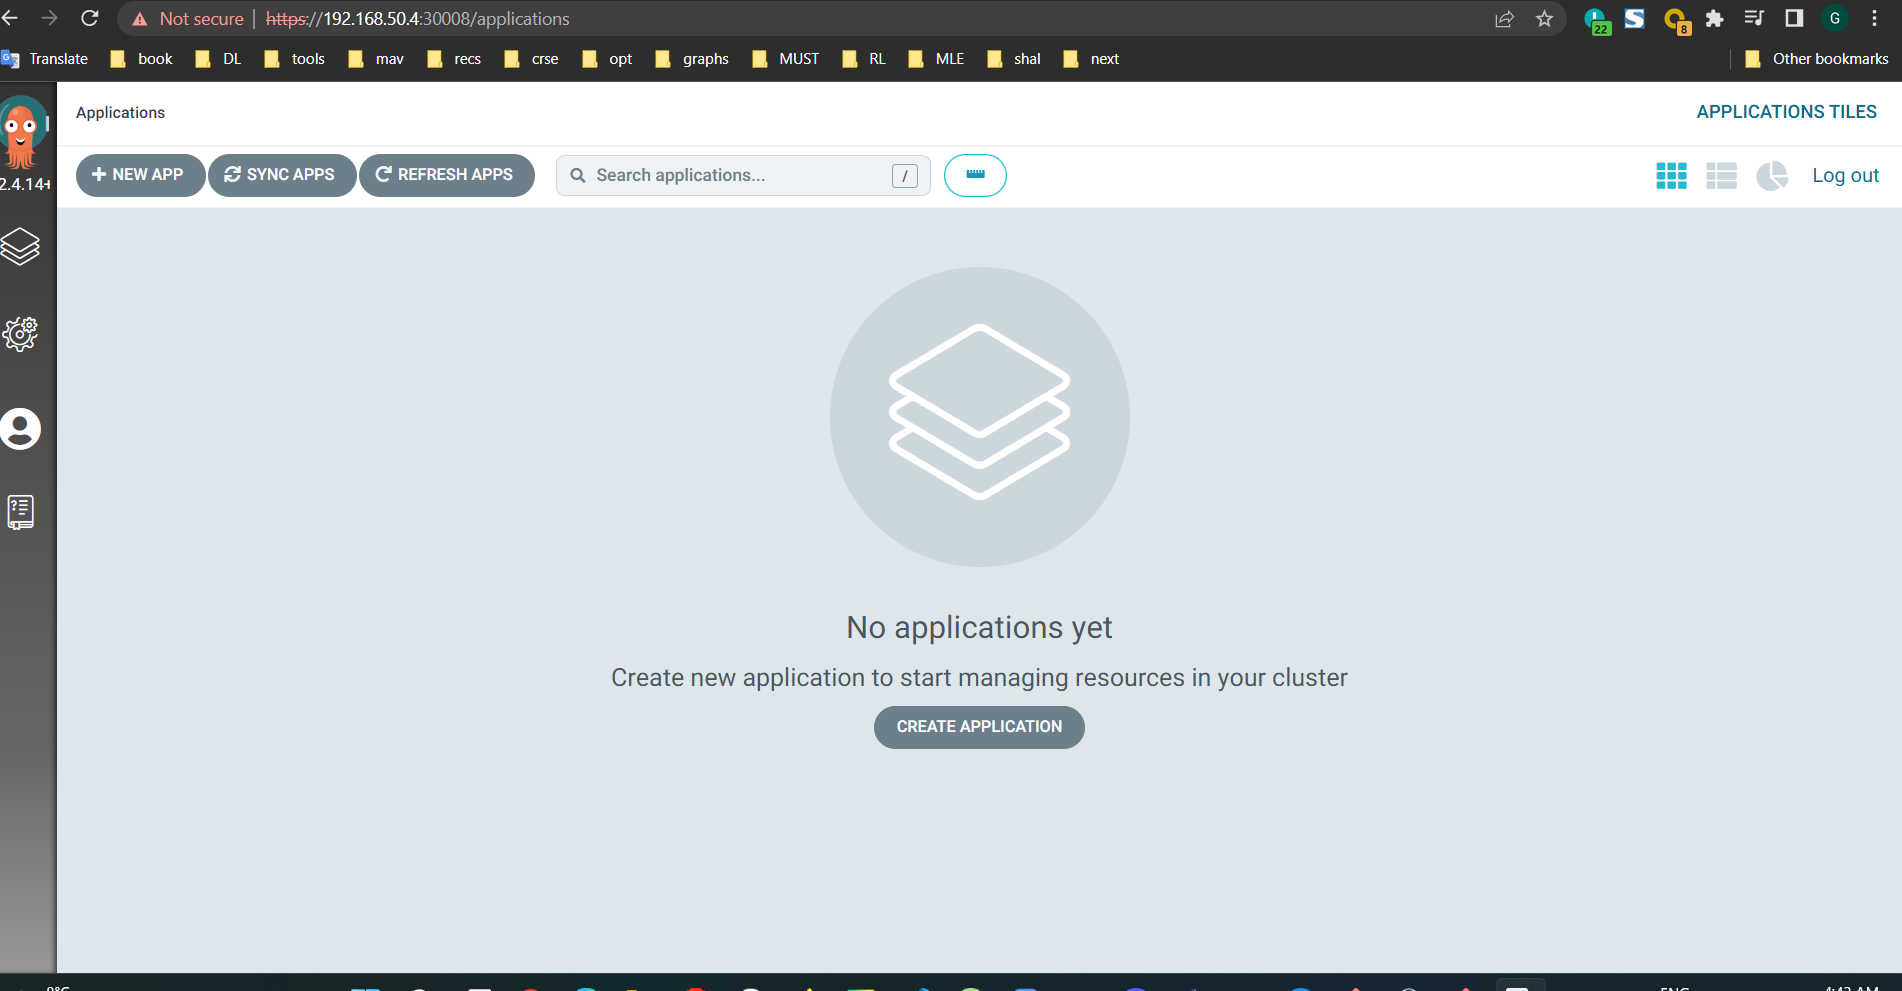 Not secure | https://192.168.50.4:30008/applications
22
8
G
Translate book DL tools mav recs crse opt graphs MUST RL MLE shal next Other bookmarks
Applications APPLICATIONS TILES
2.4.14+
NEW APP SYNC APPS REFRESH APPS Search applications... / Log out
No applications yet
Create new application to start managing resources in your cluster
CREATE APPLICATION